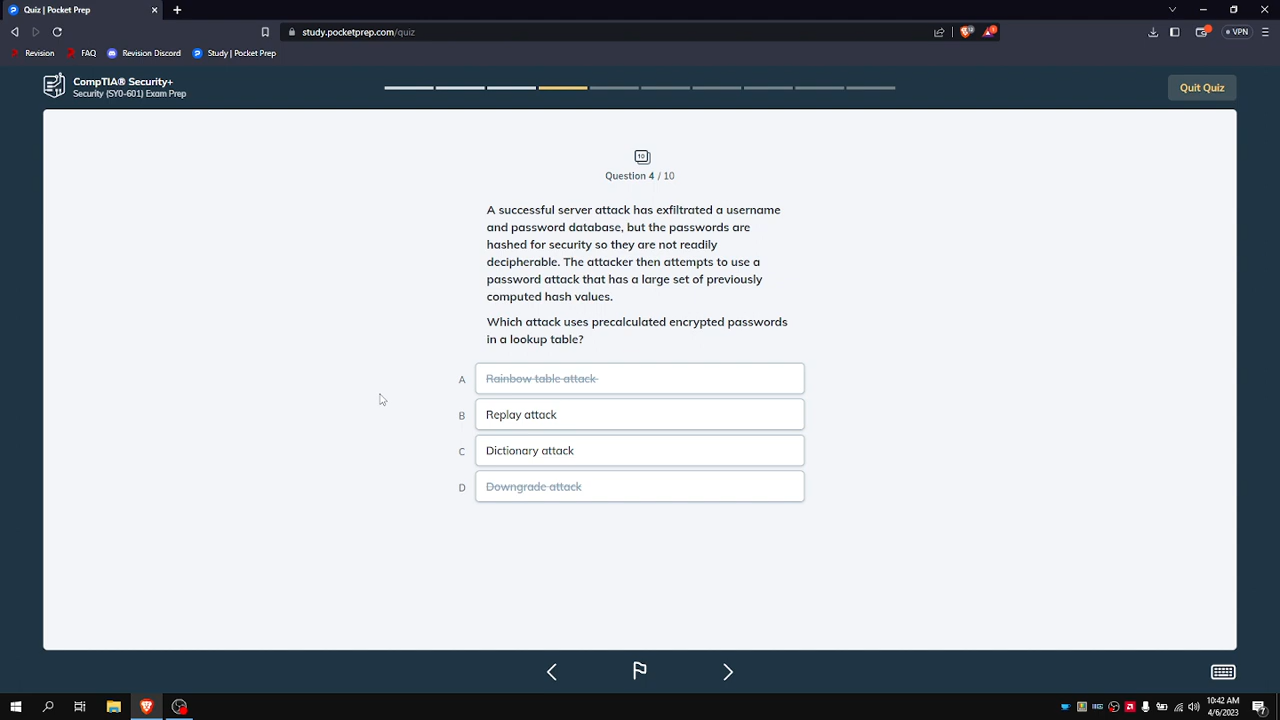 Quiz | Pocket Prep
study.pocketprep.com/quiz
VPN
Revision
FAQ
Revision Discord
Study | Pocket Prep
CompTIA® Security+
Security (SY0-601) Exam Prep
Quit Quiz
10
Question 4 / 10
A successful server attack has exfiltrated a username
and password database, but the passwords are
hashed for security so they are not readily
decipherable. The attacker then attempts to use a
password attack that has a large set of previously
computed hash values.
Which attack uses precalculated encrypted passwords
in a lookup table?
A Rainbow table attack
B Replay attack
C Dictionary attack
D Downgrade attack
10:42 AM
4/6/2023